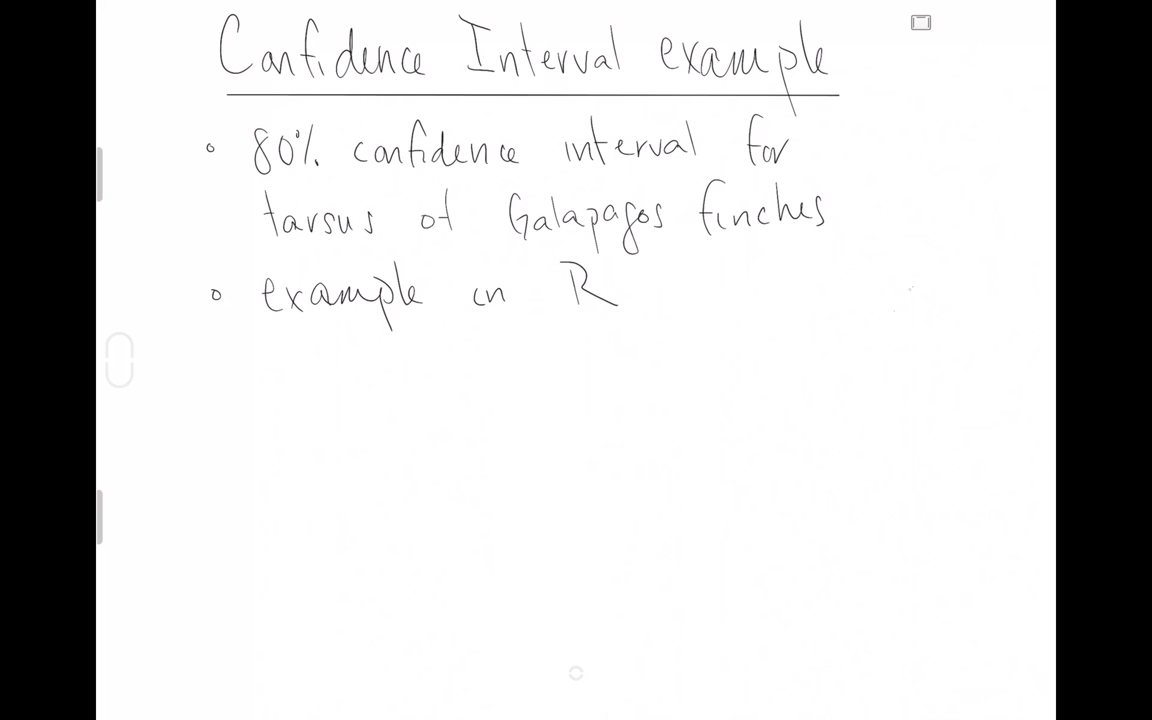 Confidence Interval example
◦ 80% confidence interval for
tarsus of Galapagos finches
◦ example in R